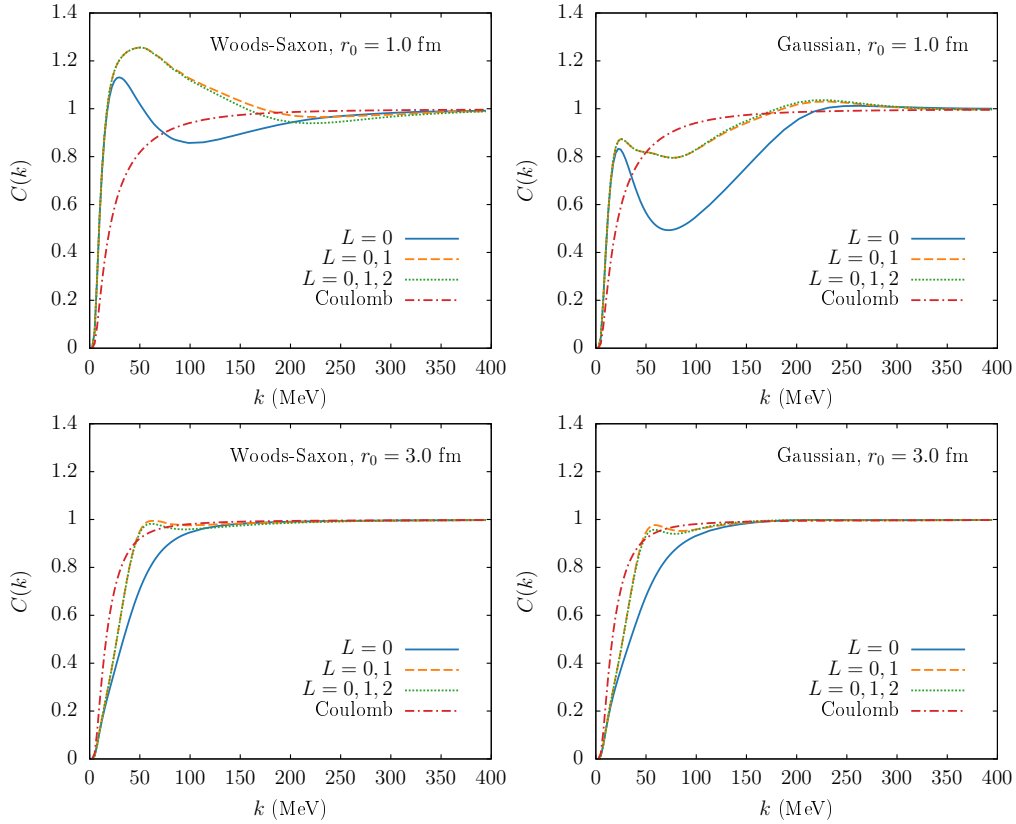 Woods-Saxon, r₀ = 1.0 fm
C(k)
1.4
1.2
1
0.8
0.6
0.4
0.2
0
L = 0
L = 0, 1
L = 0, 1, 2
Coulomb
0 50 100 150 200 250 300 350 400
k (MeV)
Gaussian, r₀ = 1.0 fm
C(k)
1.4
1.2
1
0.8
0.6
0.4
0.2
0
L = 0
L = 0, 1
L = 0, 1, 2
Coulomb
0 50 100 150 200 250 300 350 400
k (MeV)
Woods-Saxon, r₀ = 3.0 fm
C(k)
1.4
1.2
1
0.8
0.6
0.4
0.2
0
L = 0
L = 0, 1
L = 0, 1, 2
Coulomb
0 50 100 150 200 250 300 350 400
k (MeV)
Gaussian, r₀ = 3.0 fm
C(k)
1.4
1.2
1
0.8
0.6
0.4
0.2
0
L = 0
L = 0, 1
L = 0, 1, 2
Coulomb
0 50 100 150 200 250 300 350 400
k (MeV)